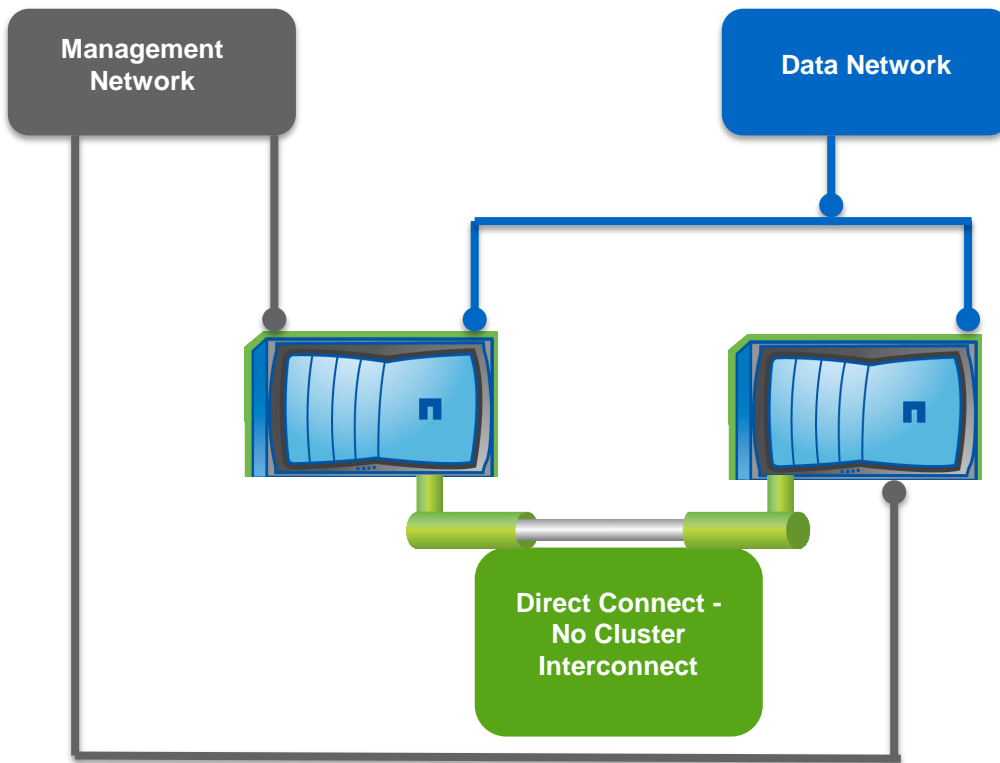 Management
Network
Data Network
Direct Connect -
No Cluster
Interconnect